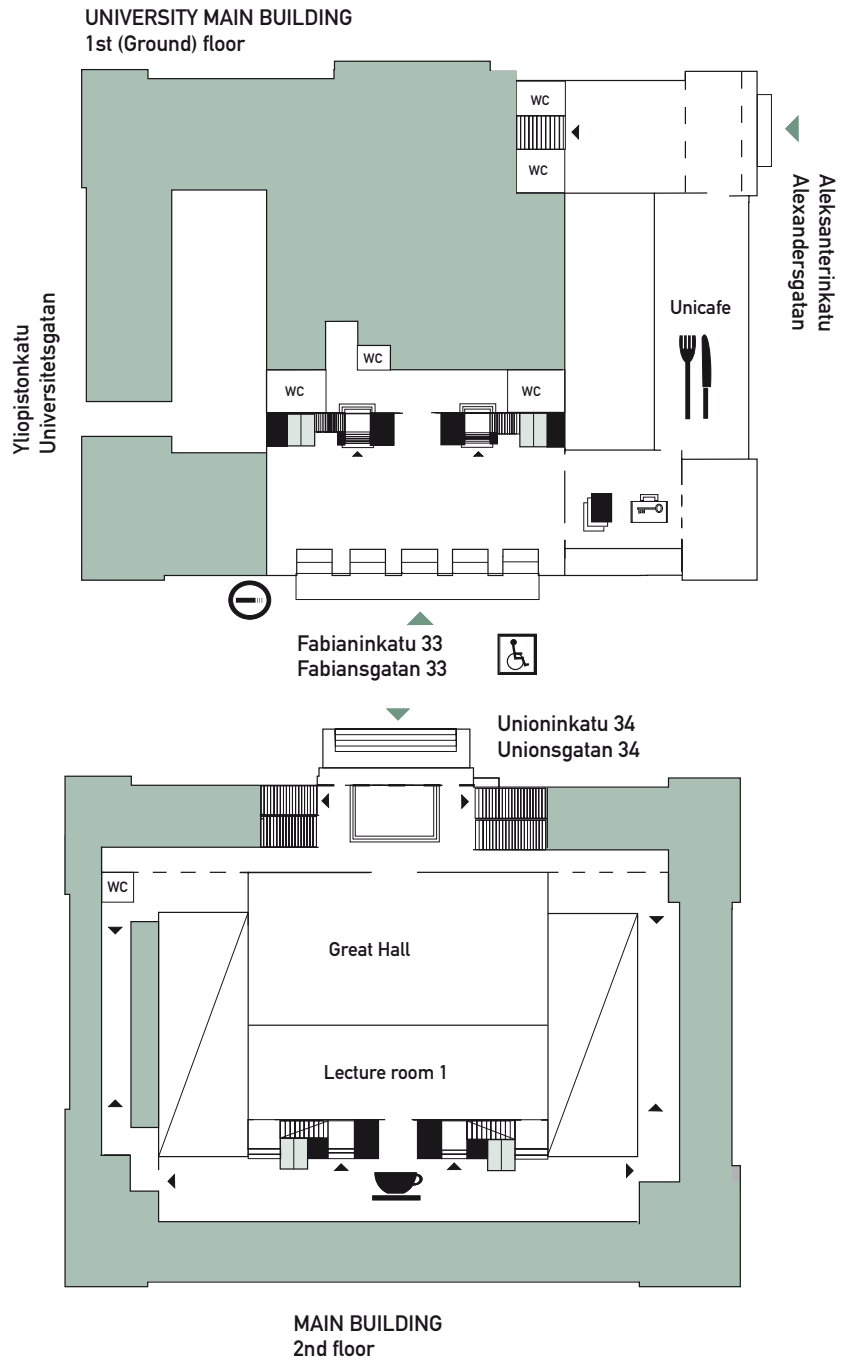 UNIVERSITY MAIN BUILDING
1st (Ground) floor
WC
WC
Aleksanterinkatu
Alexandersgatan
Unicafe
Yliopistonkatu
Universitetsgatan
WC
WC
WC
Fabianinkatu 33
Fabiansgatan 33
Unioninkatu 34
Unionsgatan 34
WC
Great Hall
Lecture room 1
MAIN BUILDING
2nd floor